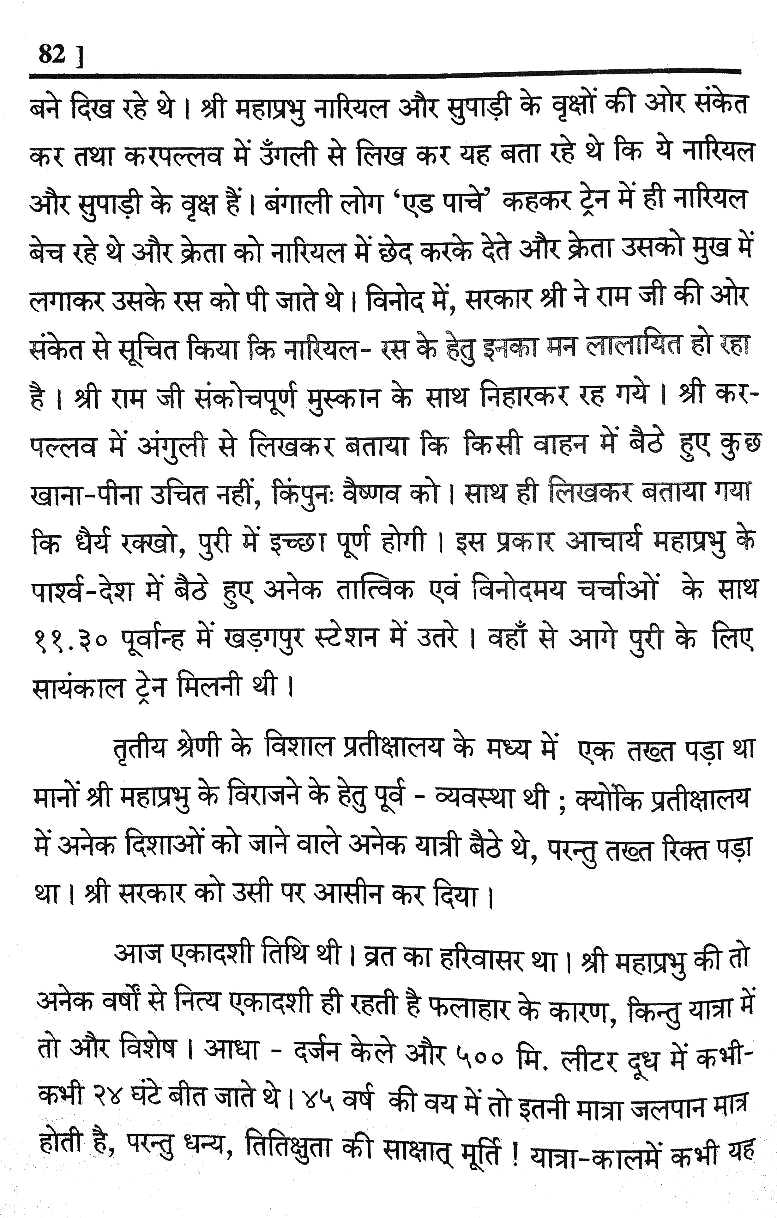 82 ]
बने दिख रहे थे । श्री महाप्रभु नारियल और सुपाड़ी के वृक्षों की ओर संकेत
कर तथा करपल्लव में उँगली से लिख कर यह बता रहे थे कि ये नारियल
और सुपाड़ी के वृक्ष हैं । बंगाली लोग ‘एड पाचे’ कहकर ट्रेन में ही नारियल
बेच रहे थे और क्रेता को नारियल में छेद करके देते और क्रेता उसको मुख में
लगाकर उसके रस को पी जाते थे । विनोद में, सरकार श्री ने राम जी की ओर
संकेत से सूचित किया कि नारियल- रस के हेतु इनका मन लालायित हो रहा
है । श्री राम जी संकोचपूर्ण मुस्कान के साथ निहारकर रह गये । श्री कर-
पल्लव में अंगुली से लिखकर बताया कि किसी वाहन में बैठे हुए कुछ
खाना-पीना उचित नहीं, किंपुनः वैष्णव को । साथ ही लिखकर बताया गया
कि धैर्य रक्खो, पुरी में इच्छा पूर्ण होगी । इस प्रकार आचार्य महाप्रभु के
पार्श्व-देश में बैठे हुए अनेक तात्विक एवं विनोदमय चर्चाओं के साथ
११.३० पूर्वान्ह में खड़गपुर स्टेशन में उतरे । वहाँ से आगे पुरी के लिए
सायंकाल ट्रेन मिलनी थी ।
तृतीय श्रेणी के विशाल प्रतीक्षालय के मध्य में एक तख्त पड़ा था
मानों श्री महाप्रभु के विराजने के हेतु पूर्व - व्यवस्था थी ; क्योंकि प्रतीक्षालय
में अनेक दिशाओं को जाने वाले अनेक यात्री बैठे थे, परन्तु तख्त रिक्त पड़ा
था । श्री सरकार को उसी पर आसीन कर दिया ।
आज एकादशी तिथि थी । व्रत का हरिवासर था । श्री महाप्रभु की तो
अनेक वर्षों से नित्य एकादशी ही रहती है फलाहार के कारण, किन्तु यात्रा में
तो और विशेष । आधा - दर्जन केले और ५०० मि. लीटर दूध में कभी-
कभी २४ घंटे बीत जाते थे । ४५ वर्ष की वय में तो इतनी मात्रा जलपान मात्र
होती है, परन्तु धन्य, तितिक्षुता की साक्षात् मूर्ति ! यात्रा-कालमें कभी यह